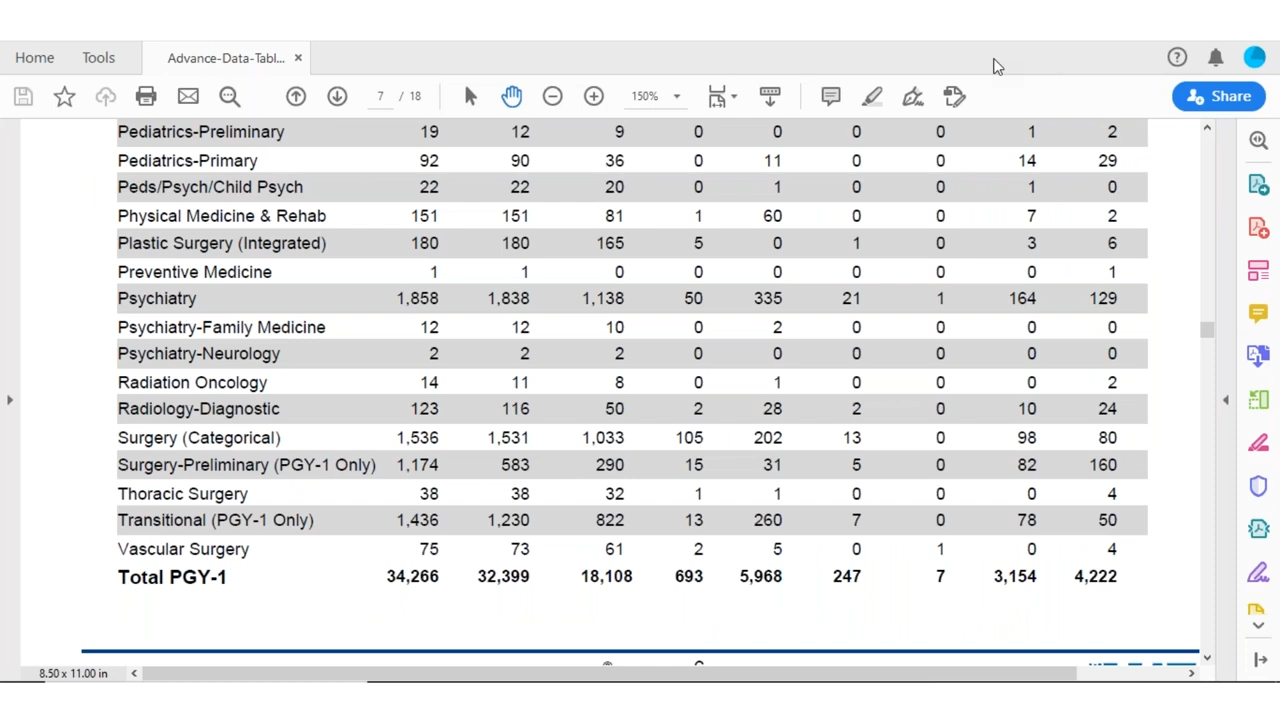 Home Tools Advance-Data-Tabl... ×
7 / 18 150% Share
Pediatrics-Preliminary 19 12 9 0 0 0 0 1 2
Pediatrics-Primary 92 90 36 0 11 0 0 14 29
Peds/Psych/Child Psych 22 22 20 0 1 0 0 1 0
Physical Medicine & Rehab 151 151 81 1 60 0 0 7 2
Plastic Surgery (Integrated) 180 180 165 5 0 1 0 3 6
Preventive Medicine 1 1 0 0 0 0 0 0 1
Psychiatry 1,858 1,838 1,138 50 335 21 1 164 129
Psychiatry-Family Medicine 12 12 10 0 2 0 0 0 0
Psychiatry-Neurology 2 2 2 0 0 0 0 0 0
Radiation Oncology 14 11 8 0 1 0 0 0 2
Radiology-Diagnostic 123 116 50 2 28 2 0 10 24
Surgery (Categorical) 1,536 1,531 1,033 105 202 13 0 98 80
Surgery-Preliminary (PGY-1 Only) 1,174 583 290 15 31 5 0 82 160
Thoracic Surgery 38 38 32 1 1 0 0 0 4
Transitional (PGY-1 Only) 1,436 1,230 822 13 260 7 0 78 50
Vascular Surgery 75 73 61 2 5 0 1 0 4
Total PGY-1 34,266 32,399 18,108 693 5,968 247 7 3,154 4,222
8.50 x 11.00 in